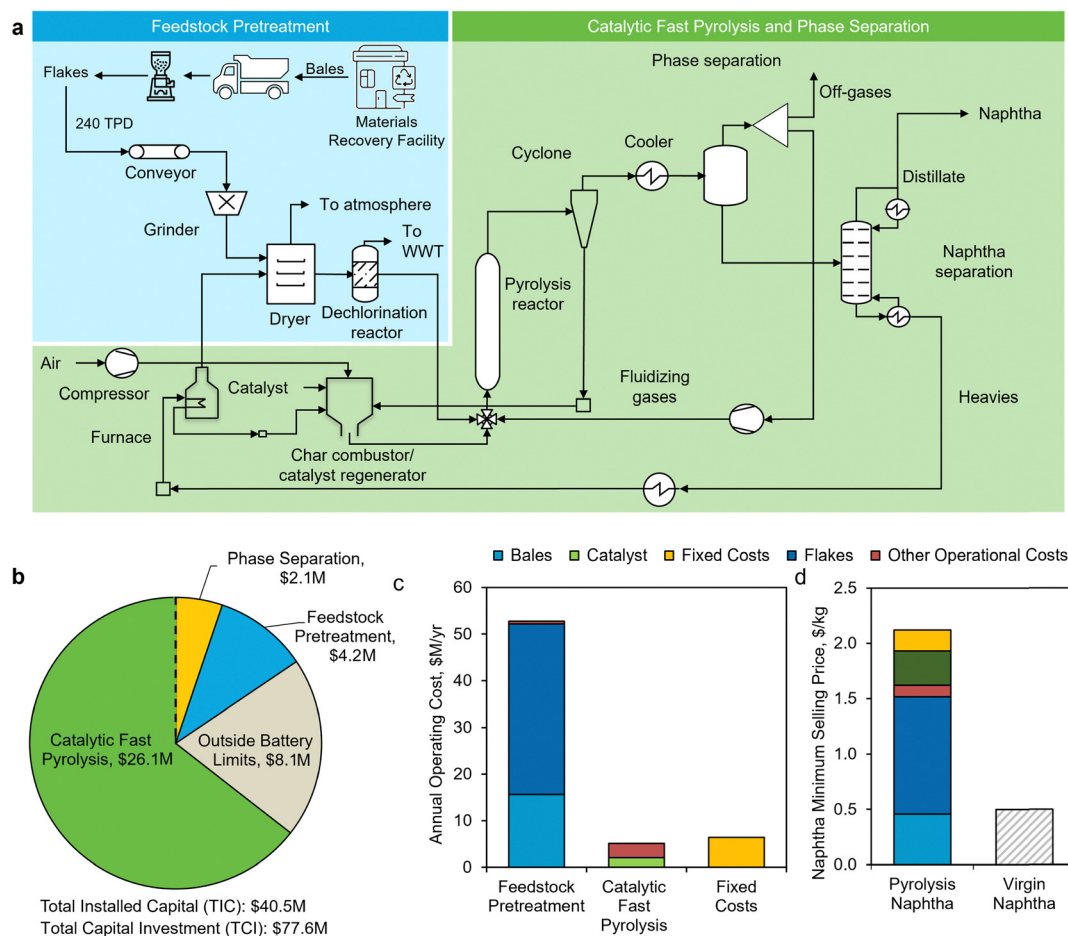 a
Feedstock Pretreatment
Catalytic Fast Pyrolysis and Phase Separation
Flakes
Bales
Materials
Recovery Facility
240 TPD
Conveyor
Grinder
To atmosphere
To
WWT
Dryer
Dechlorination
reactor
Phase separation
Off-gases
Naphtha
Cyclone
Cooler
Distillate
Naphtha
separation
Pyrolysis
reactor
Air
Compressor
Catalyst
Furnace
Char combustor/
catalyst regenerator
Fluidizing
gases
Heavies
b
Phase Separation,
$2.1M
Feedstock
Pretreatment,
$4.2M
Catalytic Fast
Pyrolysis, $26.1M
Outside Battery
Limits, $8.1M
Total Installed Capital (TIC): $40.5M
Total Capital Investment (TCI): $77.6M
Bales
Catalyst
Fixed Costs
Flakes
Other Operational Costs
c
Annual Operating Cost, $M/yr
60
50
40
30
20
10
0
Feedstock
Pretreatment
Catalytic
Fast
Pyrolysis
Fixed
Costs
d
Naphtha Minimum Selling Price, $/kg
2.5
2.0
1.5
1.0
0.5
0.0
Pyrolysis
Naphtha
Virgin
Naphtha